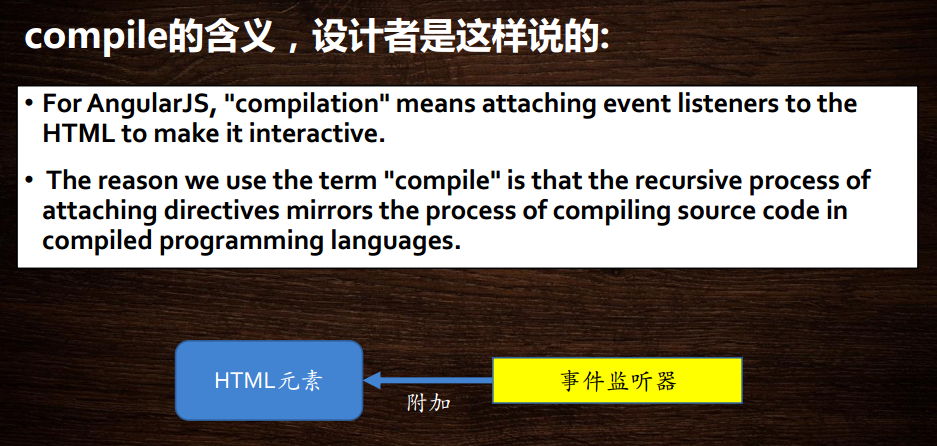 compile的含义，设计者是这样说的:
• For AngularJS, "compilation" means attaching event listeners to the
HTML to make it interactive.
• The reason we use the term "compile" is that the recursive process of
attaching directives mirrors the process of compiling source code in
compiled programming languages.
HTML元素
事件监听器
附加